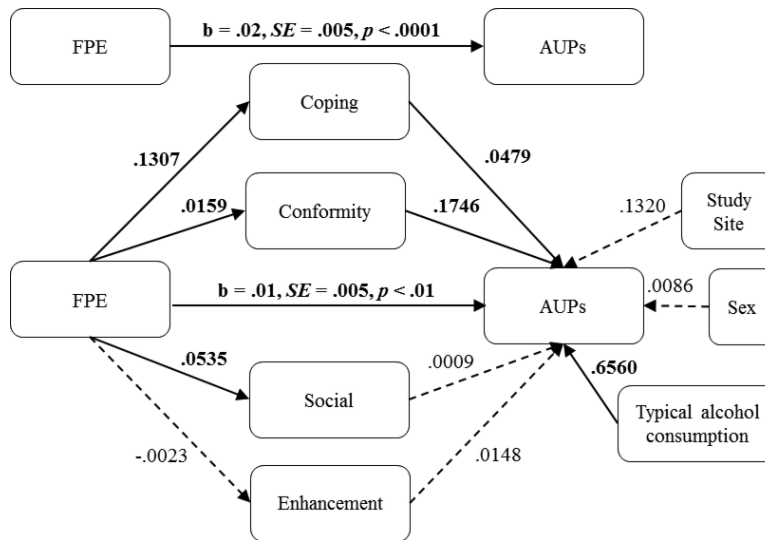 b = .02, SE = .005, p < .0001
FPE
AUPs
Coping
.1307
.0479
.0159
Conformity
.1746
.1320
Study
Site
FPE
b = .01, SE = .005, p < .01
AUPs
.0086
Sex
.0535
Social
.0009
.6560
Typical alcohol
consumption
-.0023
Enhancement
.0148